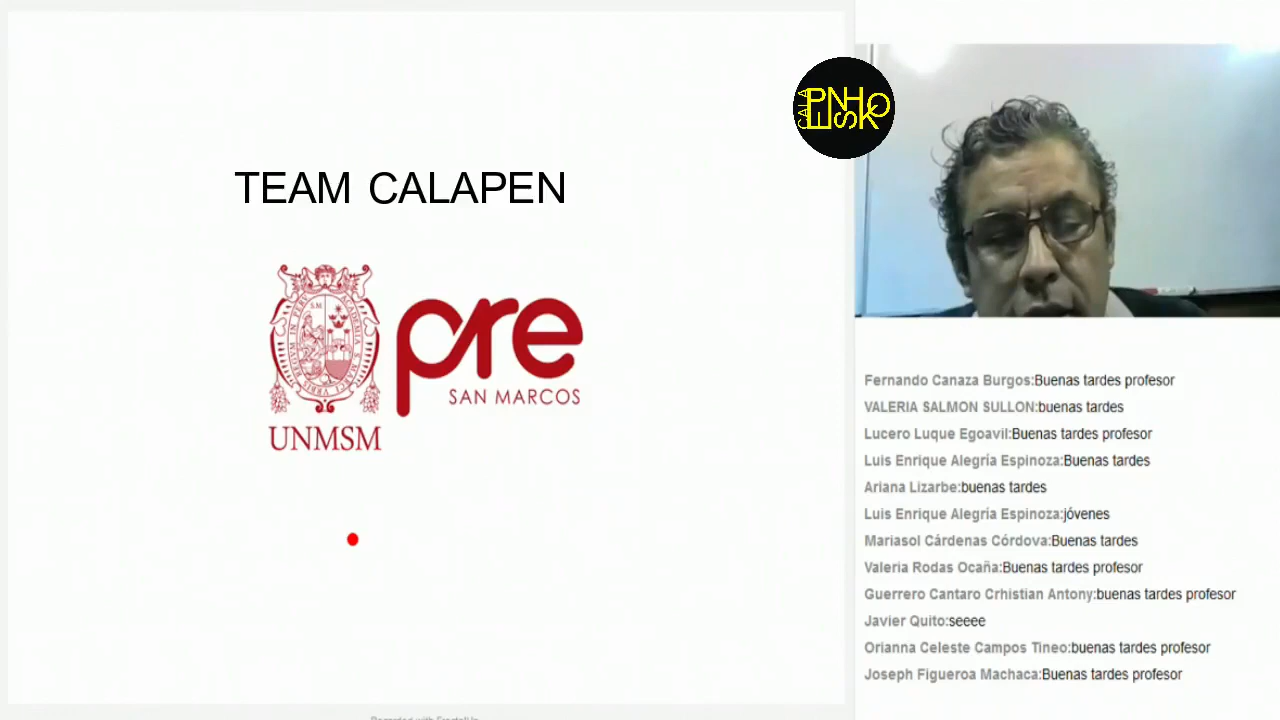 TEAM CALAPEN
pre
SAN MARCOS
UNMSM
CALA
PEN
HSKO
Fernando Canaza Burgos:Buenas tardes profesor
VALERIA SALMON SULLON:buenas tardes
Lucero Luque Egoavil:Buenas tardes profesor
Luis Enrique Alegría Espinoza:Buenas tardes
Ariana Lizarbe:buenas tardes
Luis Enrique Alegría Espinoza:jóvenes
Mariasol Cárdenas Córdova:Buenas tardes
Valeria Rodas Ocaña:Buenas tardes profesor
Guerrero Cantaro Crhistian Antony:buenas tardes profesor
Javier Quito:seeee
Orianna Celeste Campos Tineo:buenas tardes profesor
Joseph Figueroa Machaca:Buenas tardes profesor